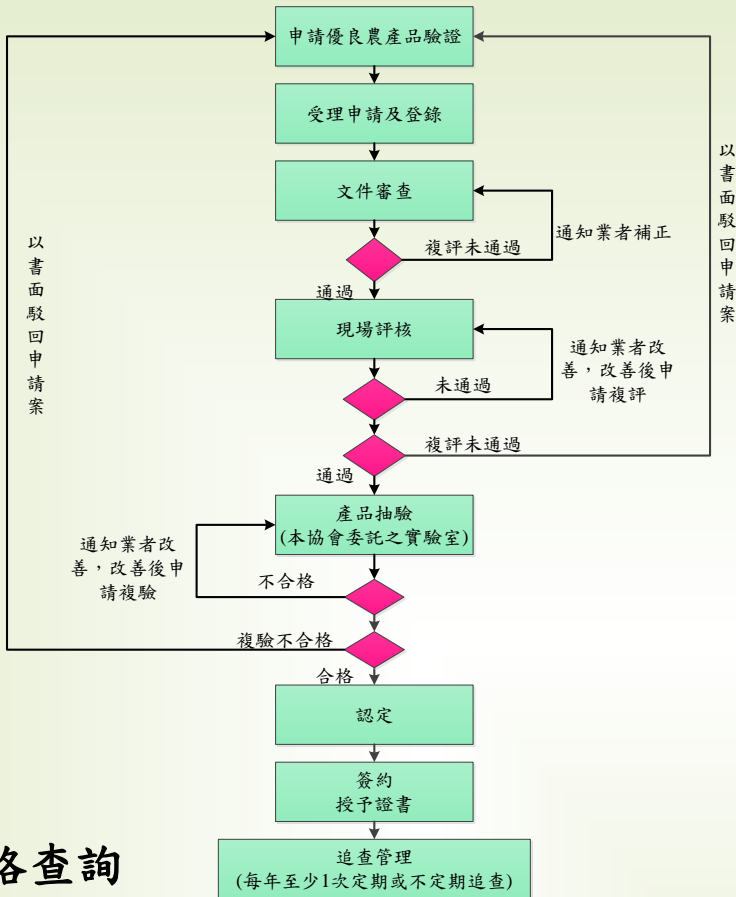 申請優良農產品驗證
受理申請及登錄
文件審查
複評未通過
通知業者補正
通過
以書面駁回申請案
以書面駁回申請案
現場評核
未通過
通知業者改
善，改善後申
請複評
複評未通過
通過
產品抽驗
(本協會委託之實驗室)
通知業者改
善，改善後申
請複驗
不合格
複驗不合格
合格
認定
簽約
授予證書
追查管理
(每年至少1次定期或不定期追查)
查詢